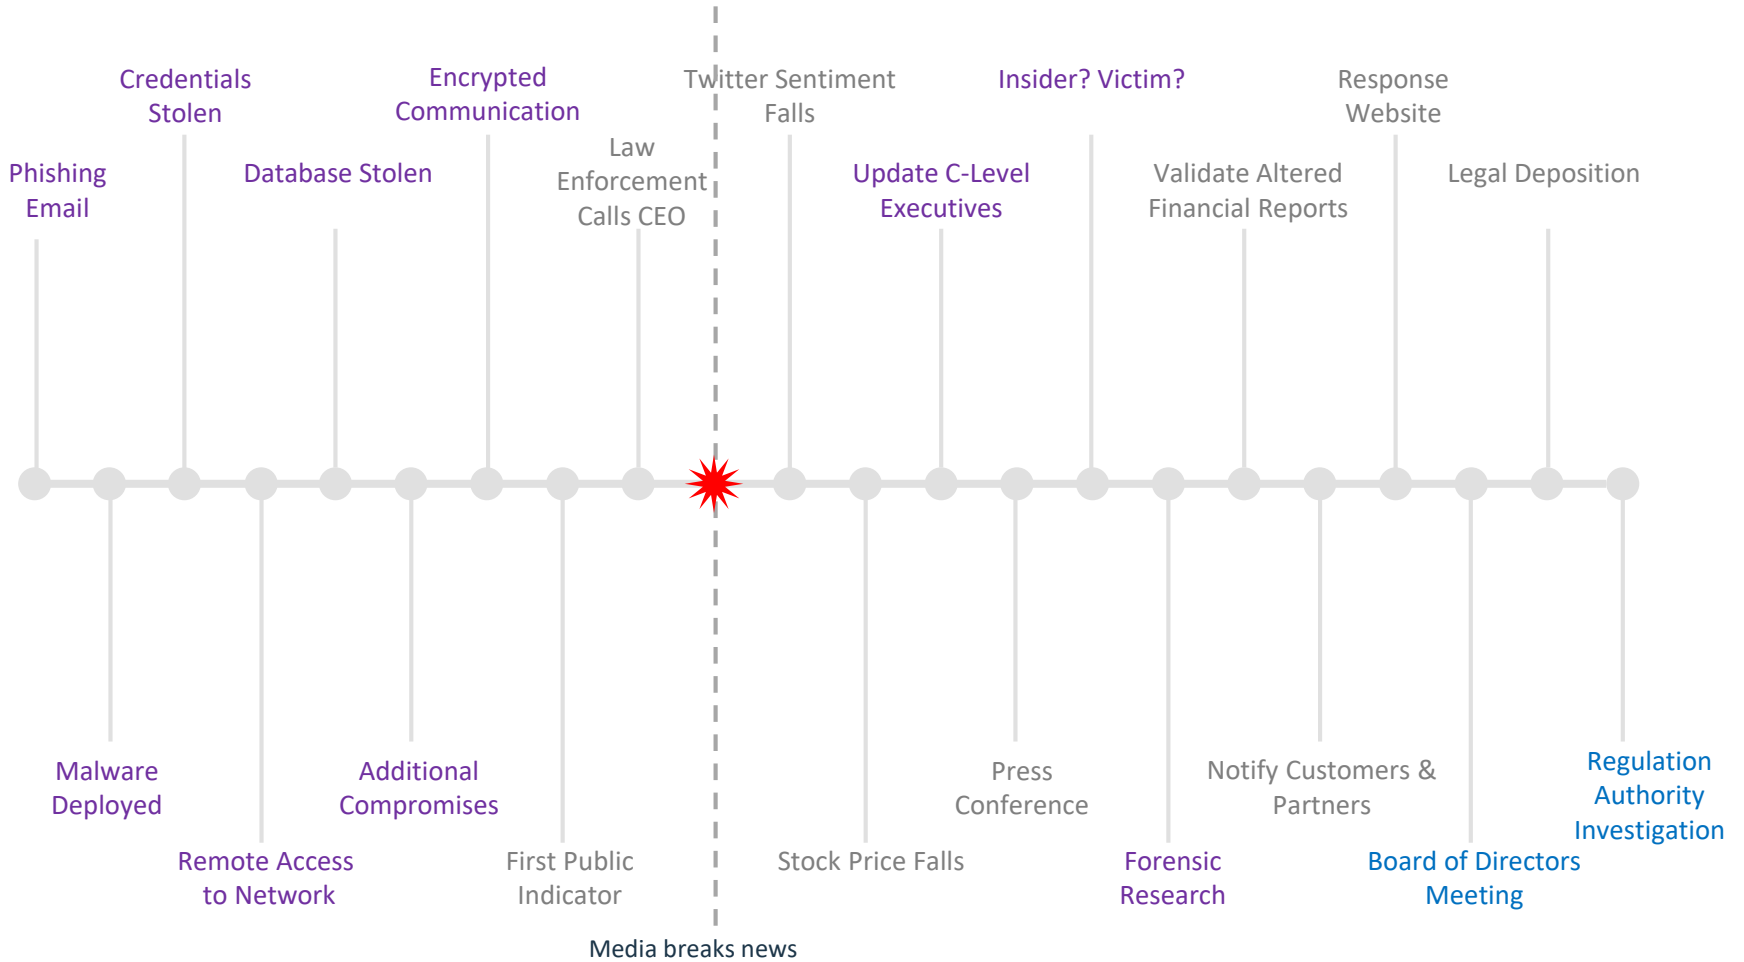 Credentials
Stolen
Encrypted
Communication
Twitter Sentiment
Falls
Insider? Victim?
Response
Website
Phishing
Email
Database Stolen
Law
Enforcement
Calls CEO
Update C-Level
Executives
Validate Altered
Financial Reports
Legal Deposition
Malware
Deployed
Additional
Compromises
Press
Conference
Notify Customers &
Partners
Regulation
Authority
Investigation
Remote Access
to Network
First Public
Indicator
Stock Price Falls
Forensic
Research
Board of Directors
Meeting
Media breaks news